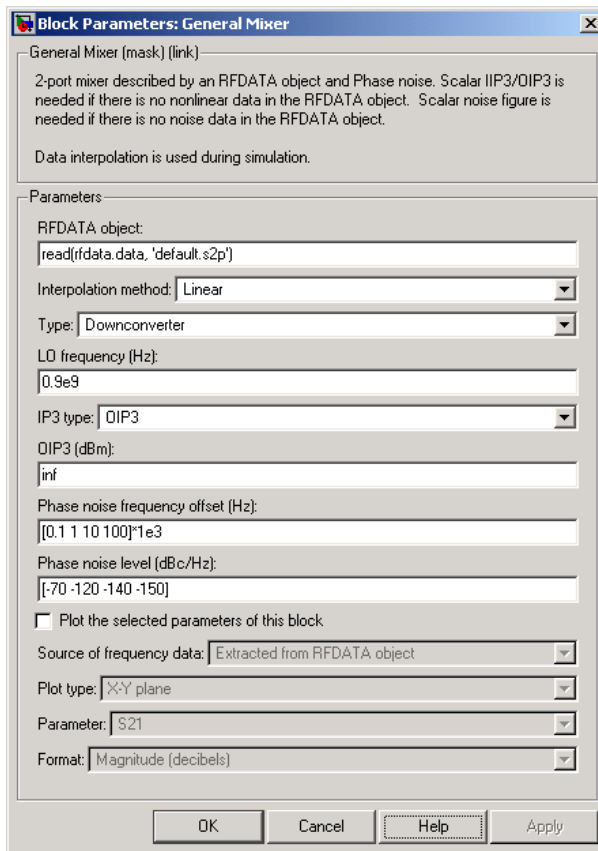 Block Parameters: General Mixer
General Mixer (mask) (link)
2-port mixer described by an RFDATA object and Phase noise. Scalar IIP3/OIP3 is
needed if there is no nonlinear data in the RFDATA object.  Scalar noise figure is
needed if there is no noise data in the RFDATA object.
Data interpolation is used during simulation.
Parameters
RFDATA object:
read(rfdata.data, 'default.s2p')
Interpolation method: Linear
Type: Downconverter
LO frequency (Hz):
0.9e9
IP3 type: OIP3
OIP3 (dBm):
inf
Phase noise frequency offset (Hz):
[0.1 1 10 100]*1e3
Phase noise level (dBc/Hz):
[-70 -120 -140 -150]
Plot the selected parameters of this block
Source of frequency data: Extracted from RFDATA object
Plot type: X-Y plane
Parameter: S21
Format: Magnitude (decibels)
OK Cancel Help Apply